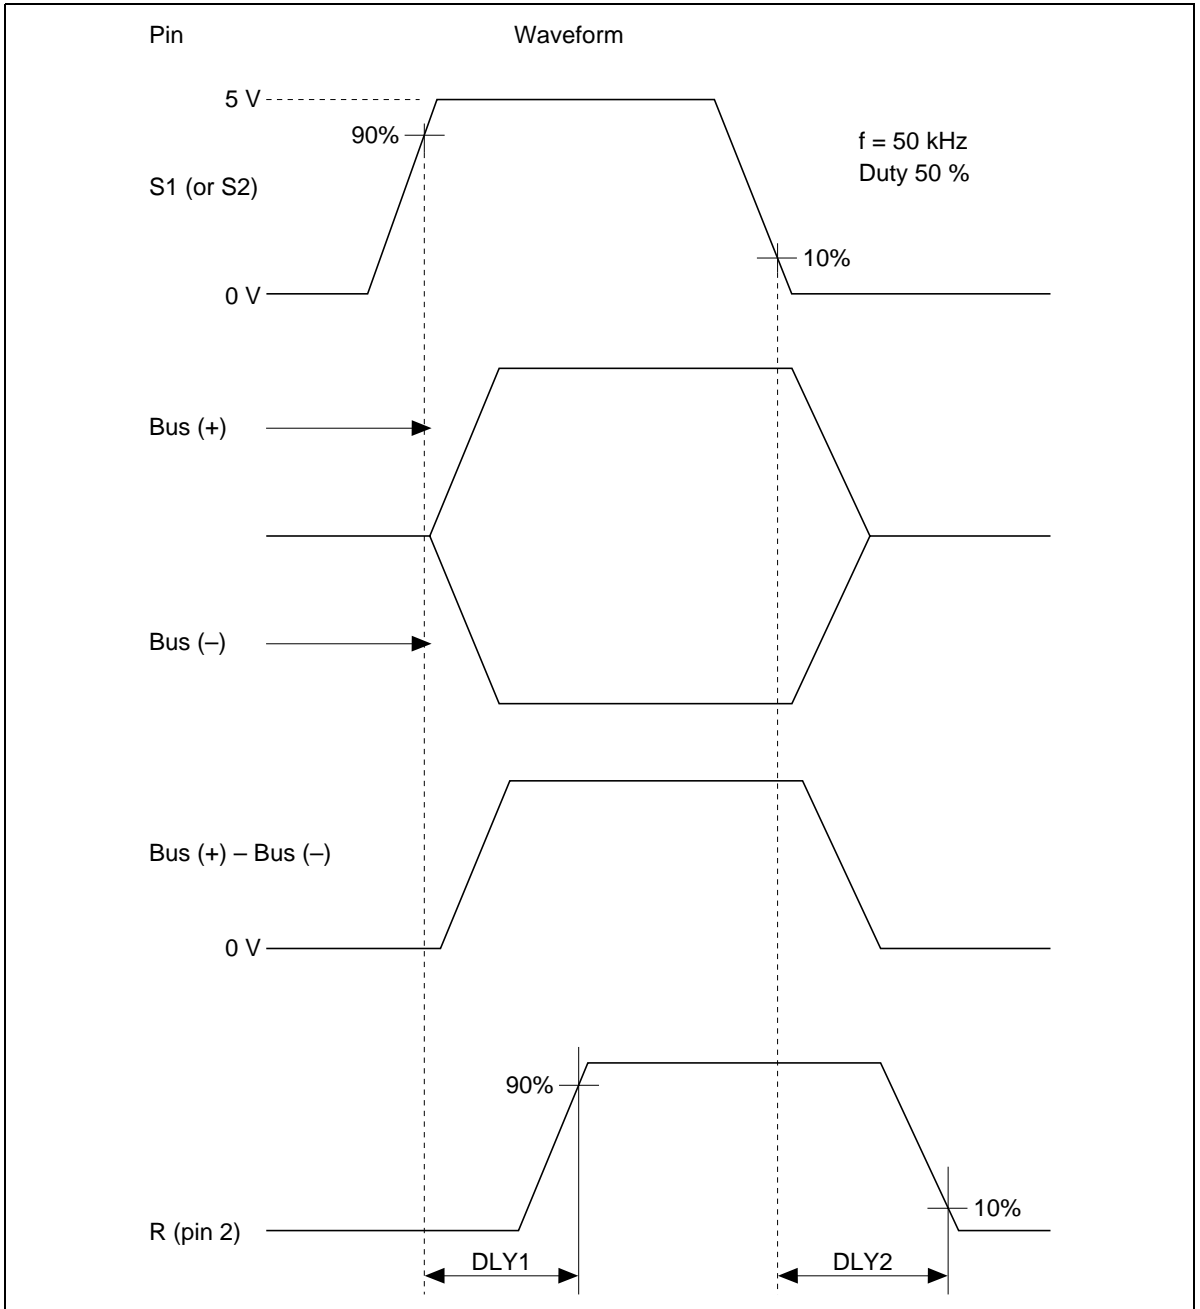 Pin Waveform
5 V
90%
f = 50 kHz
Duty 50 %
S1 (or S2)
10%
0 V
Bus (+)
Bus (–)
Bus (+) – Bus (–)
0 V
90%
10%
R (pin 2)
DLY1 DLY2